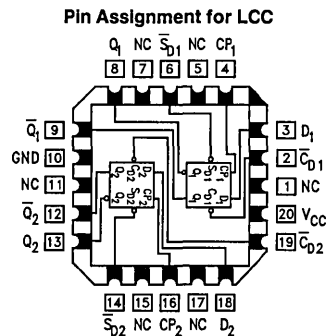 Pin Assignment for LCC
Q1 NC S̅D1 NC CP1
8 7 6 5 4
Q̅1 9
GND 10
NC 11
Q̅2 12
Q2 13
3 D1
2 C̅D1
1 NC
20 VCC
19 C̅D2
14 15 16 17 18
S̅D2 NC CP2 NC D2